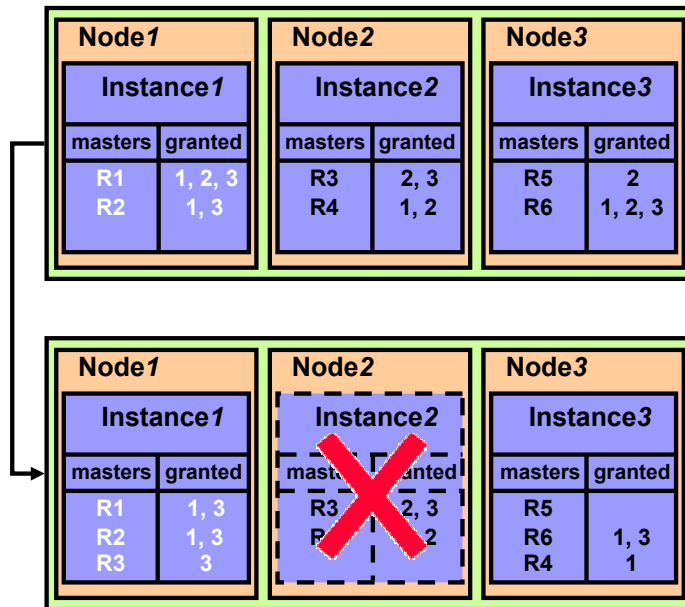 Node1 Node2 Node3
Instance1 Instance2 Instance3
masters granted masters granted masters granted
R1 1, 2, 3 R3 2, 3 R5 2
R2 1, 3 R4 1, 2 R6 1, 2, 3
Node1 Node2 Node3
Instance1 Instance2 Instance3
masters granted granted masters granted
R1 1, 3 R3 2, 3 R5
R2 1, 3 2 R6 1, 3
R3 3 R4 1